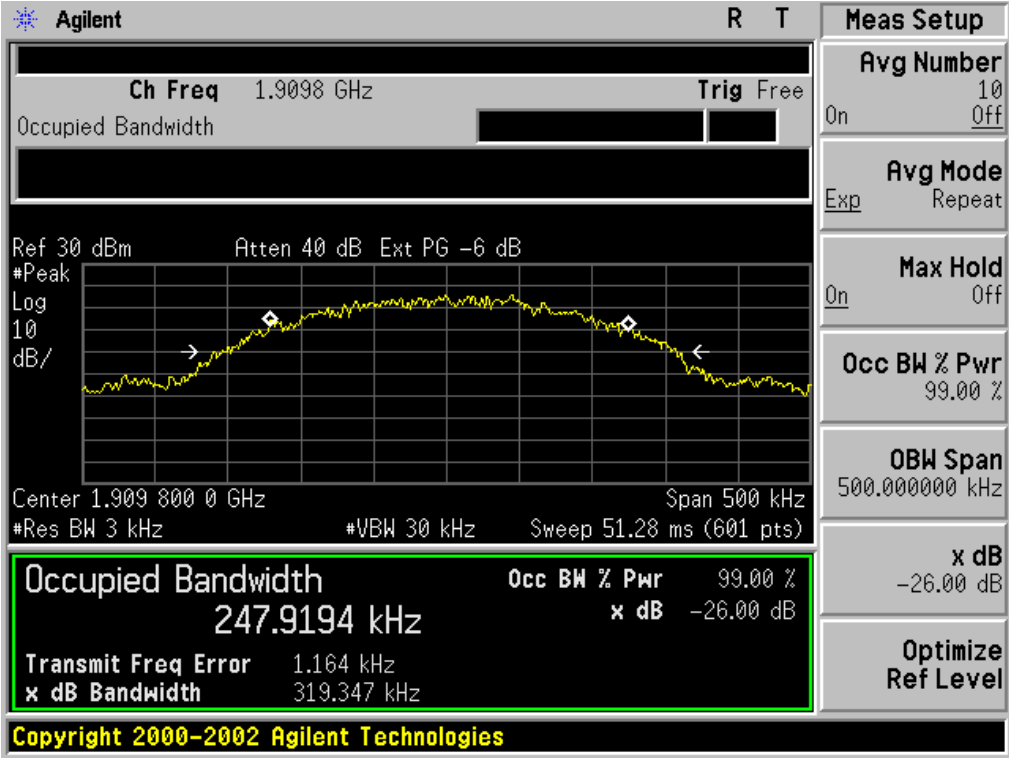 Agilent R T
Ch Freq 1.9098 GHz Trig Free
Occupied Bandwidth
Ref 30 dBm Atten 40 dB Ext PG -6 dB
#Peak
Log
10
dB/
Center 1.909 800 0 GHz Span 500 kHz
#Res BW 3 kHz #VBW 30 kHz Sweep 51.28 ms (601 pts)
Occupied Bandwidth Occ BW % Pwr 99.00 %
247.9194 kHz x dB -26.00 dB
Transmit Freq Error 1.164 kHz
x dB Bandwidth 319.347 kHz
Copyright 2000-2002 Agilent Technologies
Meas Setup
Avg Number
10
On Off
Avg Mode
Exp Repeat
Max Hold
On Off
Occ BW % Pwr
99.00 %
OBW Span
500.000000 kHz
x dB
-26.00 dB
Optimize
Ref Level